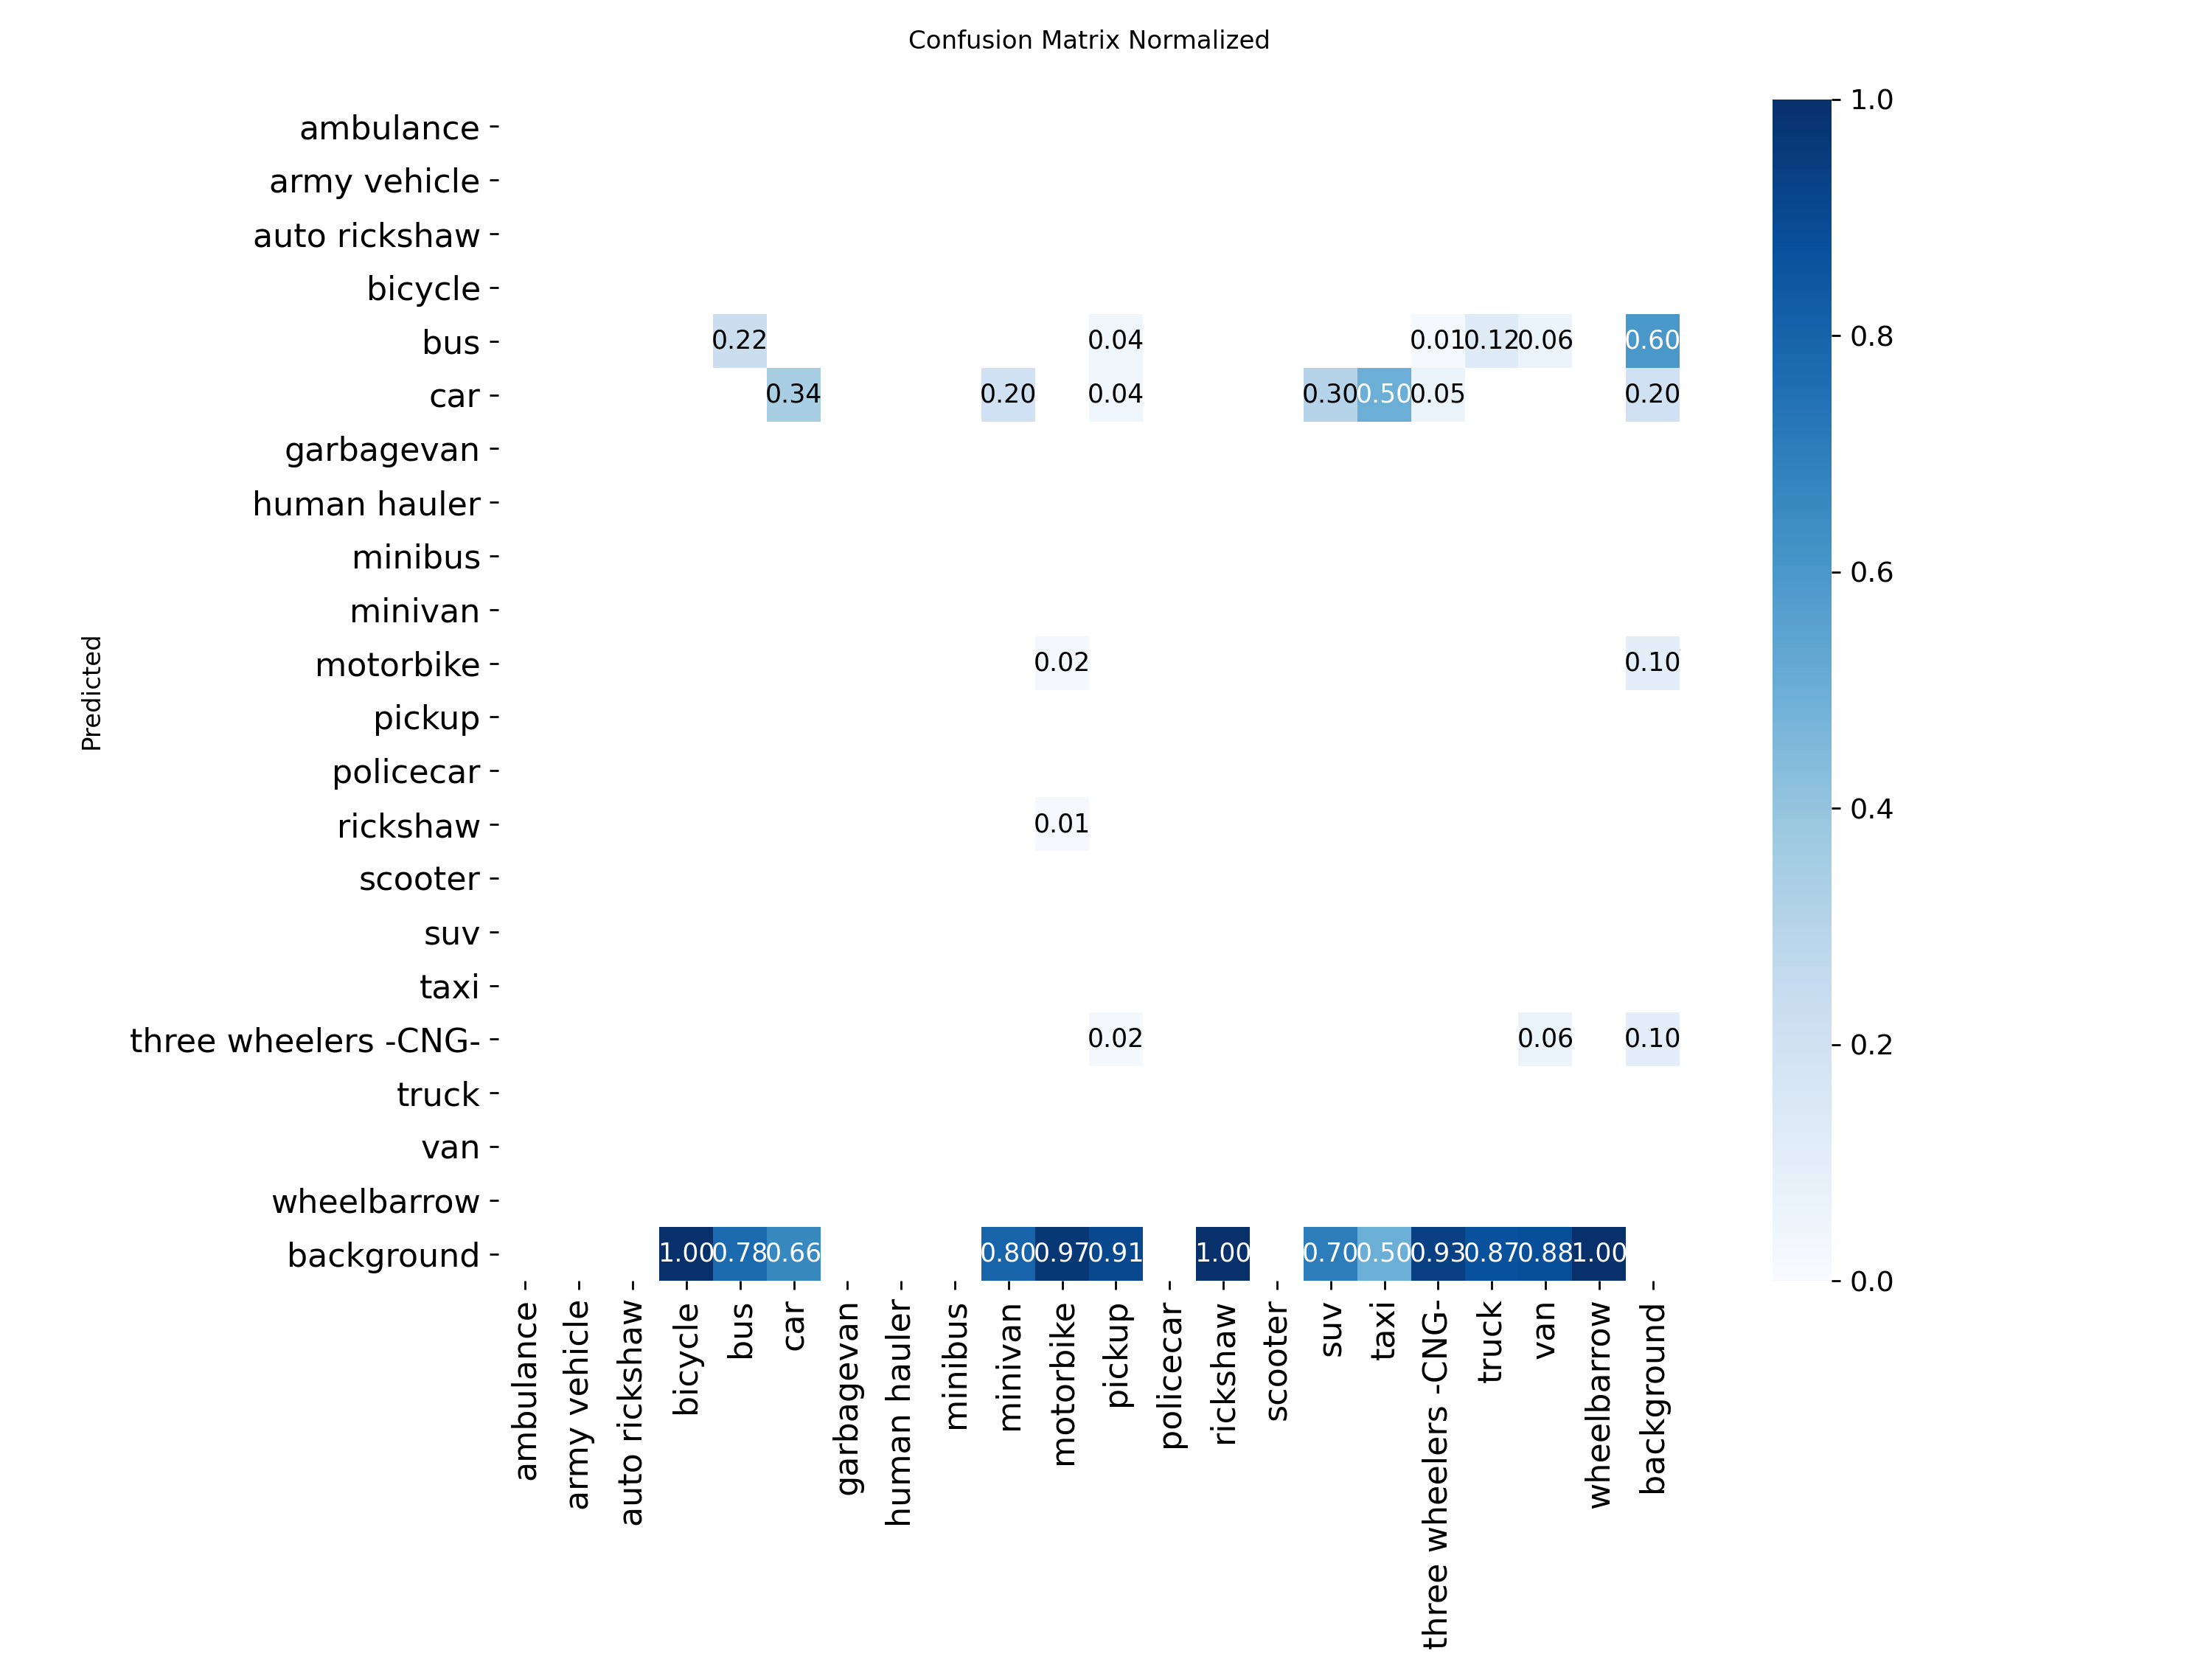 Confusion Matrix Normalized
Predicted
ambulance
army vehicle
auto rickshaw
bicycle
bus 0.22 0.04 0.01 0.12 0.06 0.60
car 0.34 0.20 0.04 0.30 0.50 0.05 0.20
garbagevan
human hauler
minibus
minivan
motorbike 0.02 0.10
pickup
policecar
rickshaw 0.01
scooter
suv
taxi
three wheelers -CNG- 0.02 0.06 0.10
truck
van
wheelbarrow
background 1.00 0.78 0.66 0.80 0.97 0.91 1.00 0.70 0.50 0.93 0.87 0.88 1.00
ambulance
army vehicle
auto rickshaw
bicycle
bus
car
garbagevan
human hauler
minibus
minivan
motorbike
pickup
policecar
rickshaw
scooter
suv
taxi
three wheelers -CNG-
truck
van
wheelbarrow
background
1.0
0.8
0.6
0.4
0.2
0.0